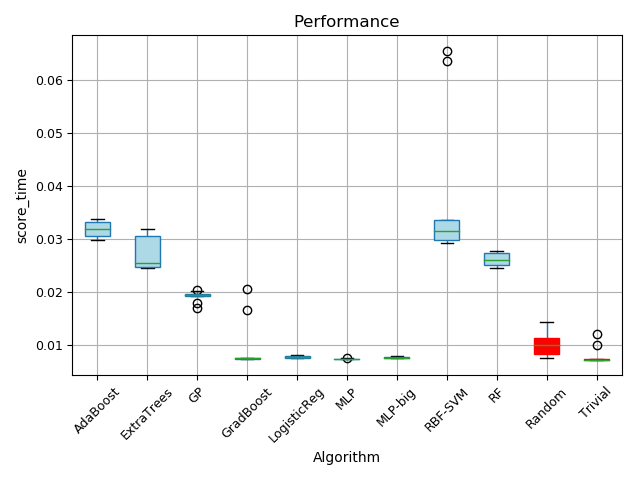 Performance
score_time
0.06
0.05
0.04
0.03
0.02
0.01
AdaBoost
ExtraTrees
GP
GradBoost
LogisticReg
MLP
MLP-big
RBF-SVM
RF
Random
Trivial
Algorithm